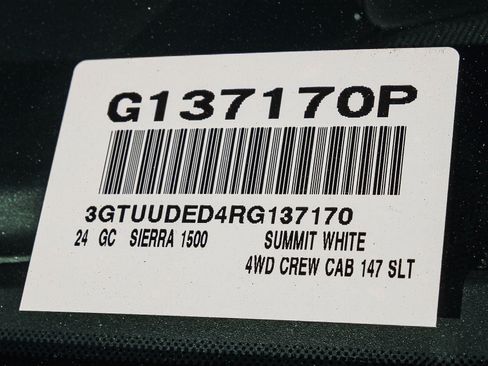 G137170P
3GTUUDED4RG137170
24 GC SIERRA 1500 SUMMIT WHITE
4WD CREW CAB 147 SLT